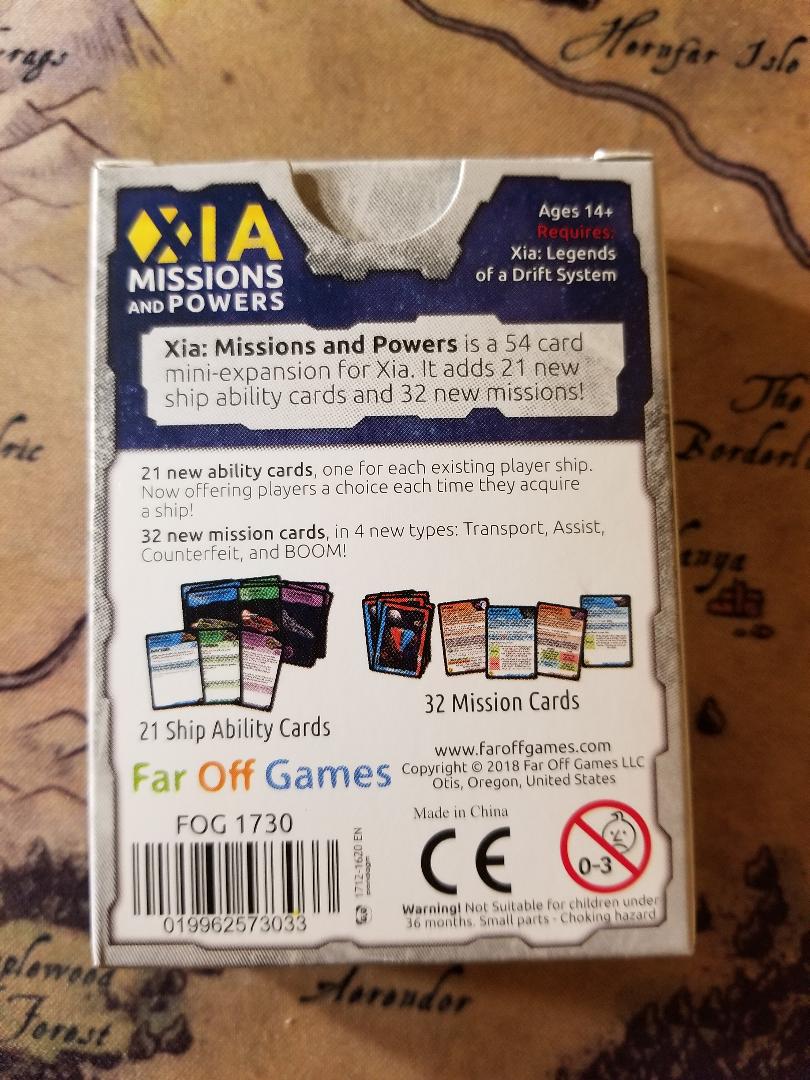 Hornfar Isle
XIA
MISSIONS
AND POWERS
Ages 14+
Requires:
Xia: Legends
of a Drift System
Xia: Missions and Powers is a 54 card
mini-expansion for Xia. It adds 21 new
ship ability cards and 32 new missions!
The
21 new ability cards, one for each existing player ship.
Now offering players a choice each time they acquire
a ship!
32 new mission cards, in 4 new types: Transport, Assist,
Counterfeit, and BOOM!
21 Ship Ability Cards
32 Mission Cards
Far Off Games
www.faroffgames.com
Copyright © 2018 Far Off Games LLC
Otis, Oregon, United States
FOG 1730
Made in China
CE
0-3
1712-1620 EN
019962573033
Warning! Not Suitable for children under
36 months. Small parts - Choking hazard
Aerendor
Forest